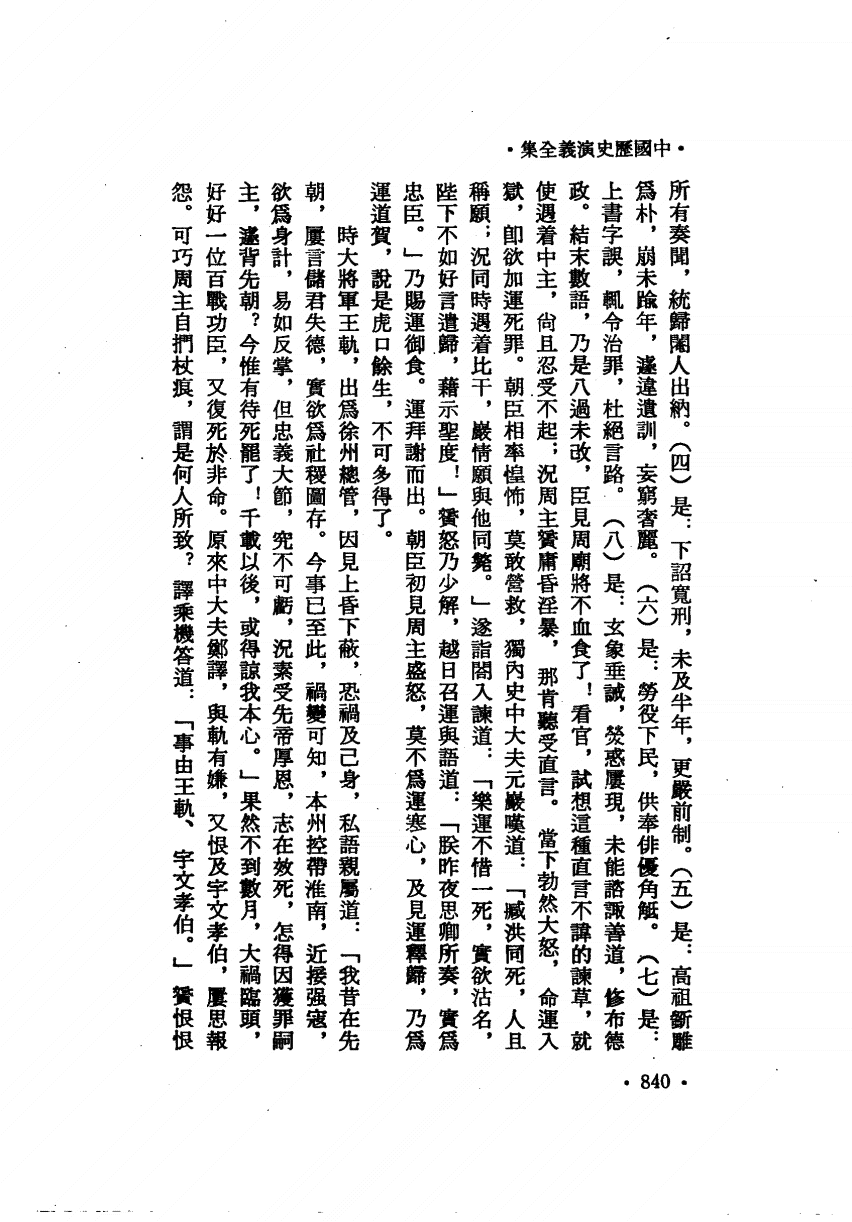 ·中國歷史演義全集·
所有奏聞，統歸閹人出納。（四）是：下詔寬刑，未及半年，更嚴前制。（五）是：高祖斲雕
爲朴，崩未踰年，遽違遺訓，妄窮奢麗。（六）是：勞役下民，供奉俳優角觝。（七）是：
上書字誤，輒令治罪，杜絕言路。（八）是：玄象垂誡，熒惑屢現，未能諮諏善道，修布德
政。結末數語，乃是八過未改，臣見周廟將不血食了！看官，試想這種直言不諱的諫草，就
使遇着中主，尙且忍受不起；況周主贇庸昏淫暴，那肯聽受直言。當下勃然大怒，命運入
獄，卽欲加運死罪。朝臣相率惶怖，莫敢營救，獨內史中大夫元巖嘆道：「臧洪同死，人且
稱願；況同時遇着比干，巖情願與他同斃。」遂詣閤入諫道：「樂運不惜一死，實欲沽名，
陛下不如好言遣歸，藉示聖度！」贇怒乃少解，越日召運與語道：「朕昨夜思卿所奏，實爲
忠臣。」乃賜運御食。運拜謝而出。朝臣初見周主盛怒，莫不爲運寒心，及見運釋歸，乃爲
運道賀，說是虎口餘生，不可多得了。
時大將軍王軌，出爲徐州總管，因見上昏下蔽，恐禍及己身，私語親屬道：「我昔在先
朝，屢言儲君失德，實欲爲社稷圖存。今事已至此，禍變可知，本州控帶淮南，近接强寇，
欲爲身計，易如反掌，但忠義大節，究不可虧，況素受先帝厚恩，志在效死，怎得因獲罪嗣
主，遽背先朝？今惟有待死罷了！千載以後，或得諒我本心。」果然不到數月，大禍臨頭，
好好一位百戰功臣，又復死於非命。原來中大夫鄭譯，與軌有嫌，又恨及宇文孝伯，屢思報
怨。可巧周主自捫杖痕，謂是何人所致？譯乘機答道：「事由王軌、宇文孝伯。」贇恨恨
·840·